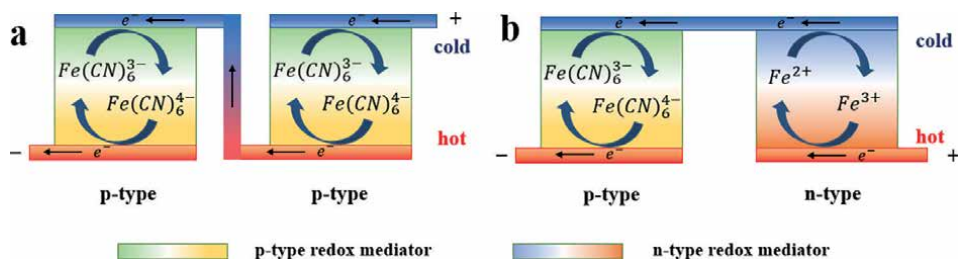 a
e⁻
e⁻
+
cold
Fe(CN)₆³⁻
Fe(CN)₆³⁻
Fe(CN)₆⁴⁻
Fe(CN)₆⁴⁻
hot
−
e⁻
e⁻
p-type
p-type
b
e⁻
e⁻
cold
Fe(CN)₆³⁻
Fe²⁺
Fe(CN)₆⁴⁻
Fe³⁺
hot
−
e⁻
e⁻
+
p-type
n-type
p-type redox mediator
n-type redox mediator